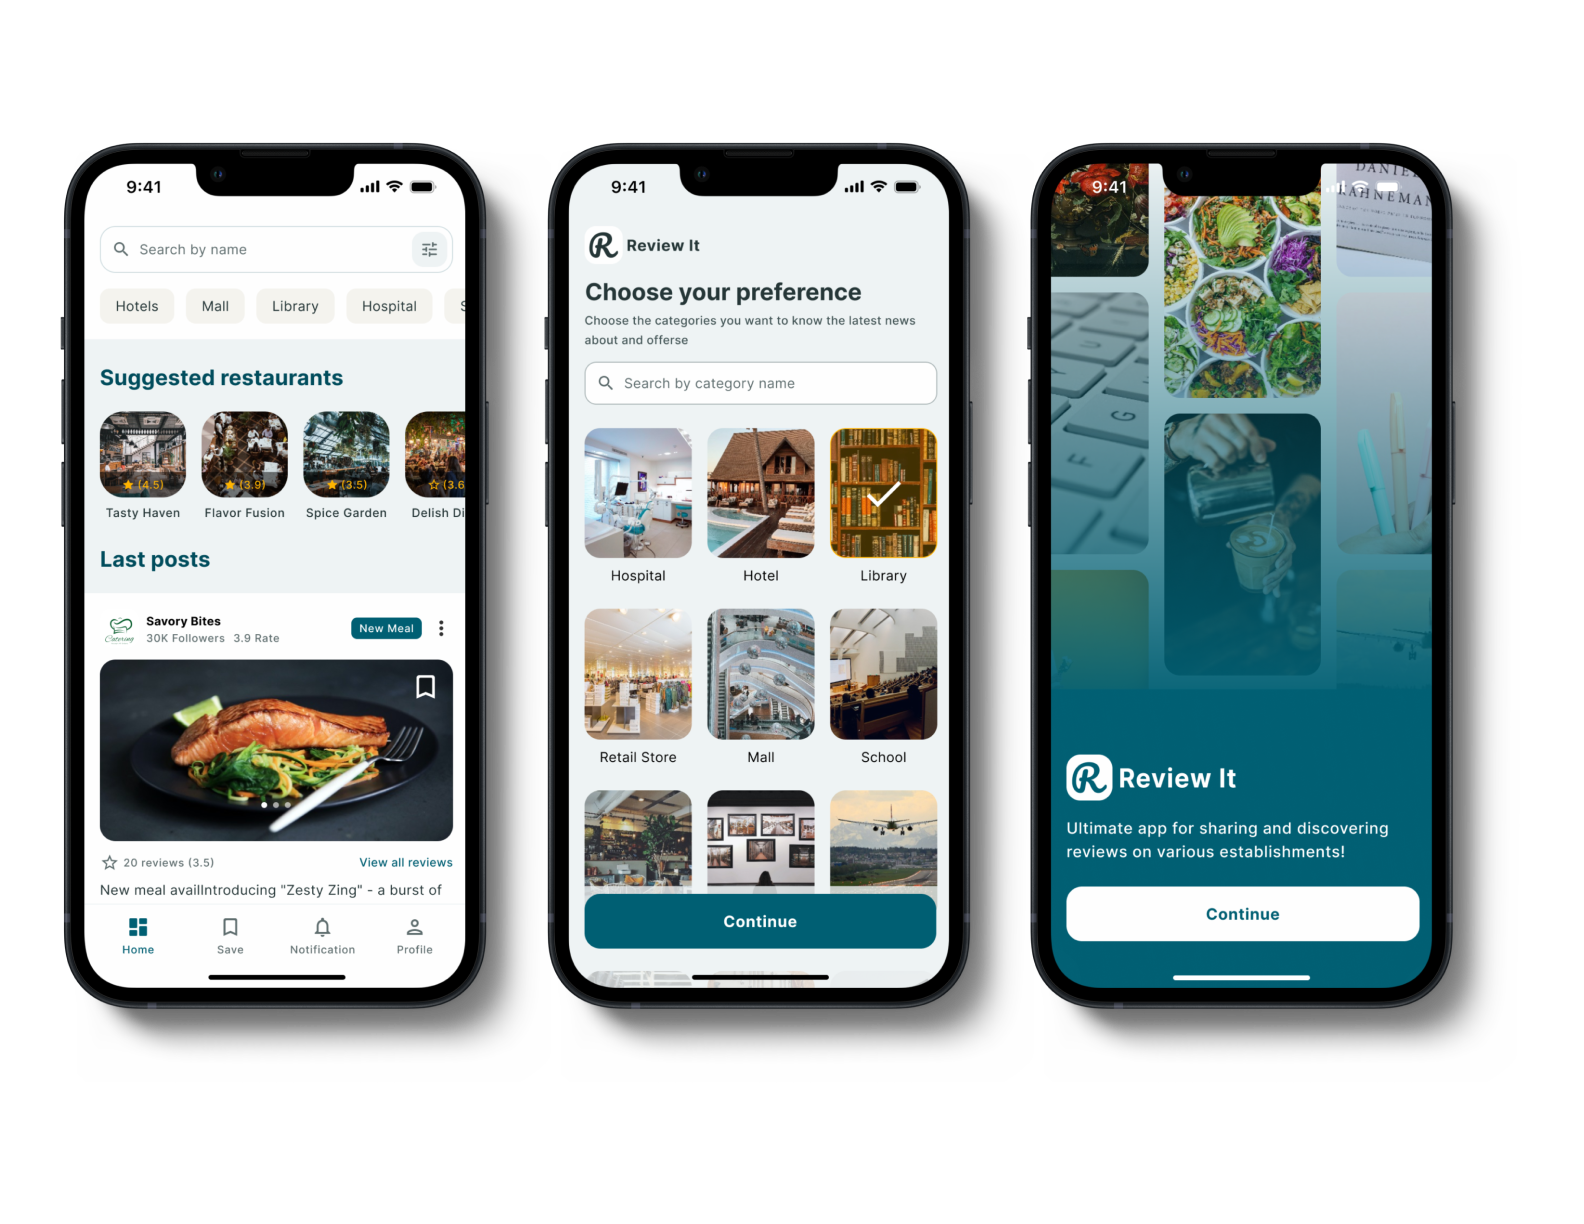 9:41
Search by name
Hotels
Mall
Library
Hospital
Suggested restaurants
(4.5)
(3.9)
(3.5)
(3.6
Tasty Haven
Flavor Fusion
Spice Garden
Delish Di
Last posts
Catering
Savory Bites
30K Followers 3.9 Rate
New Meal
20 reviews (3.5)
View all reviews
New meal availIntroducing "Zesty Zing" - a burst of
Home
Save
Notification
Profile
9:41
R Review It
Choose your preference
Choose the categories you want to know the latest news
about and offerse
Search by category name
Hospital
Hotel
Library
Retail Store
Mall
School
Continue
9:41
DANIE
KAHNEMAN
G
F
R Review It
Ultimate app for sharing and discovering
reviews on various establishments!
Continue